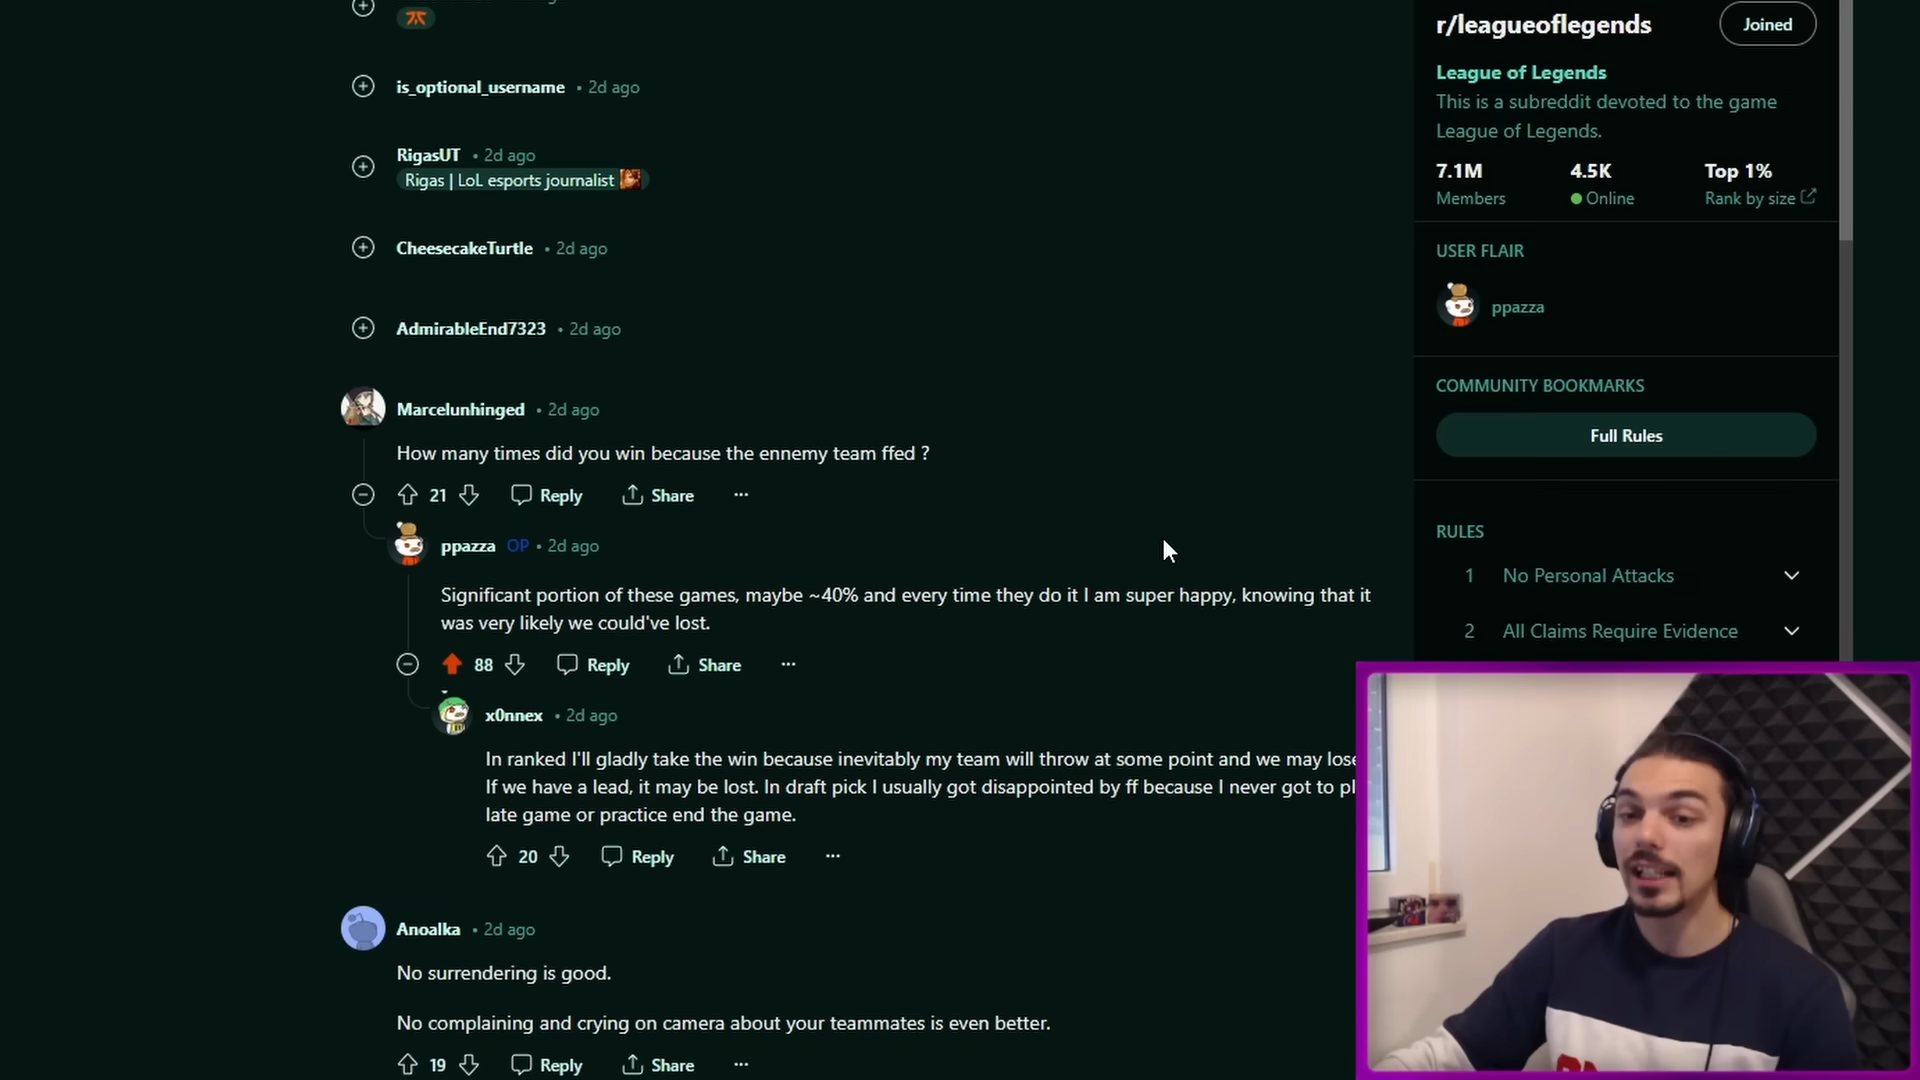 is_optional_username • 2d ago
RigasUT • 2d ago
Rigas | LoL esports journalist
CheesecakeTurtle • 2d ago
AdmirableEnd7323 • 2d ago
Marcelunhinged • 2d ago
How many times did you win because the ennemy team ffed ?
21 Reply Share ...
ppazza OP • 2d ago
Significant portion of these games, maybe ~40% and every time they do it I am super happy, knowing that it
was very likely we could've lost.
88 Reply Share ...
x0nnex • 2d ago
In ranked I'll gladly take the win because inevitably my team will throw at some point and we may lose
If we have a lead, it may be lost. In draft pick I usually got disappointed by ff because I never got to pl
late game or practice end the game.
20 Reply Share ...
Anoalka • 2d ago
No surrendering is good.
No complaining and crying on camera about your teammates is even better.
19 Reply Share ...
r/leagueoflegends Joined
League of Legends
This is a subreddit devoted to the game
League of Legends.
7.1M 4.5K Top 1%
Members Online Rank by size
USER FLAIR
ppazza
COMMUNITY BOOKMARKS
Full Rules
RULES
1 No Personal Attacks
2 All Claims Require Evidence